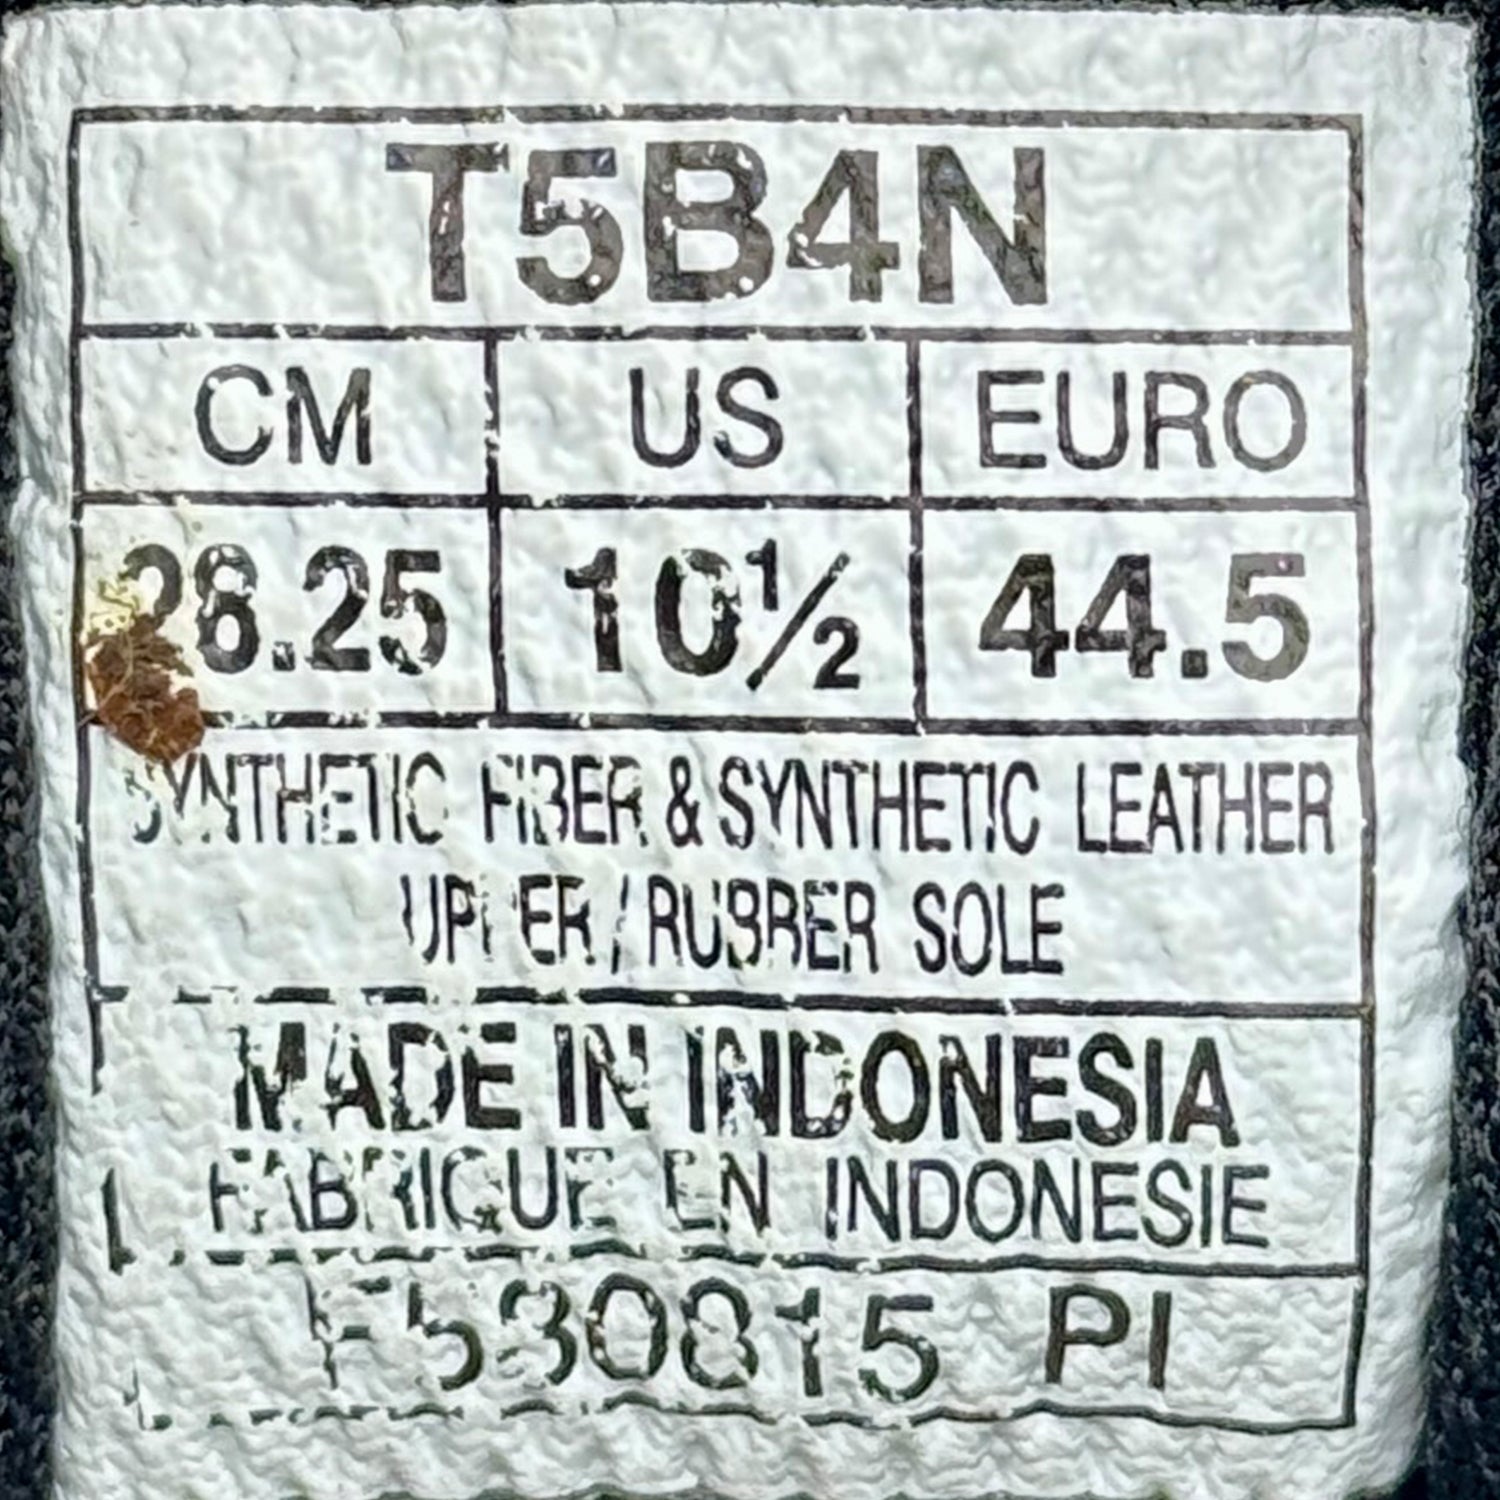 T5B4N
CM US EURO
28.25 10½ 44.5
SYNTHETIC FIBER & SYNTHETIC LEATHER
UPPER / RUBBER SOLE
MADE IN INDONESIA
FABRIQUE EN INDONESIE
F530815 PI